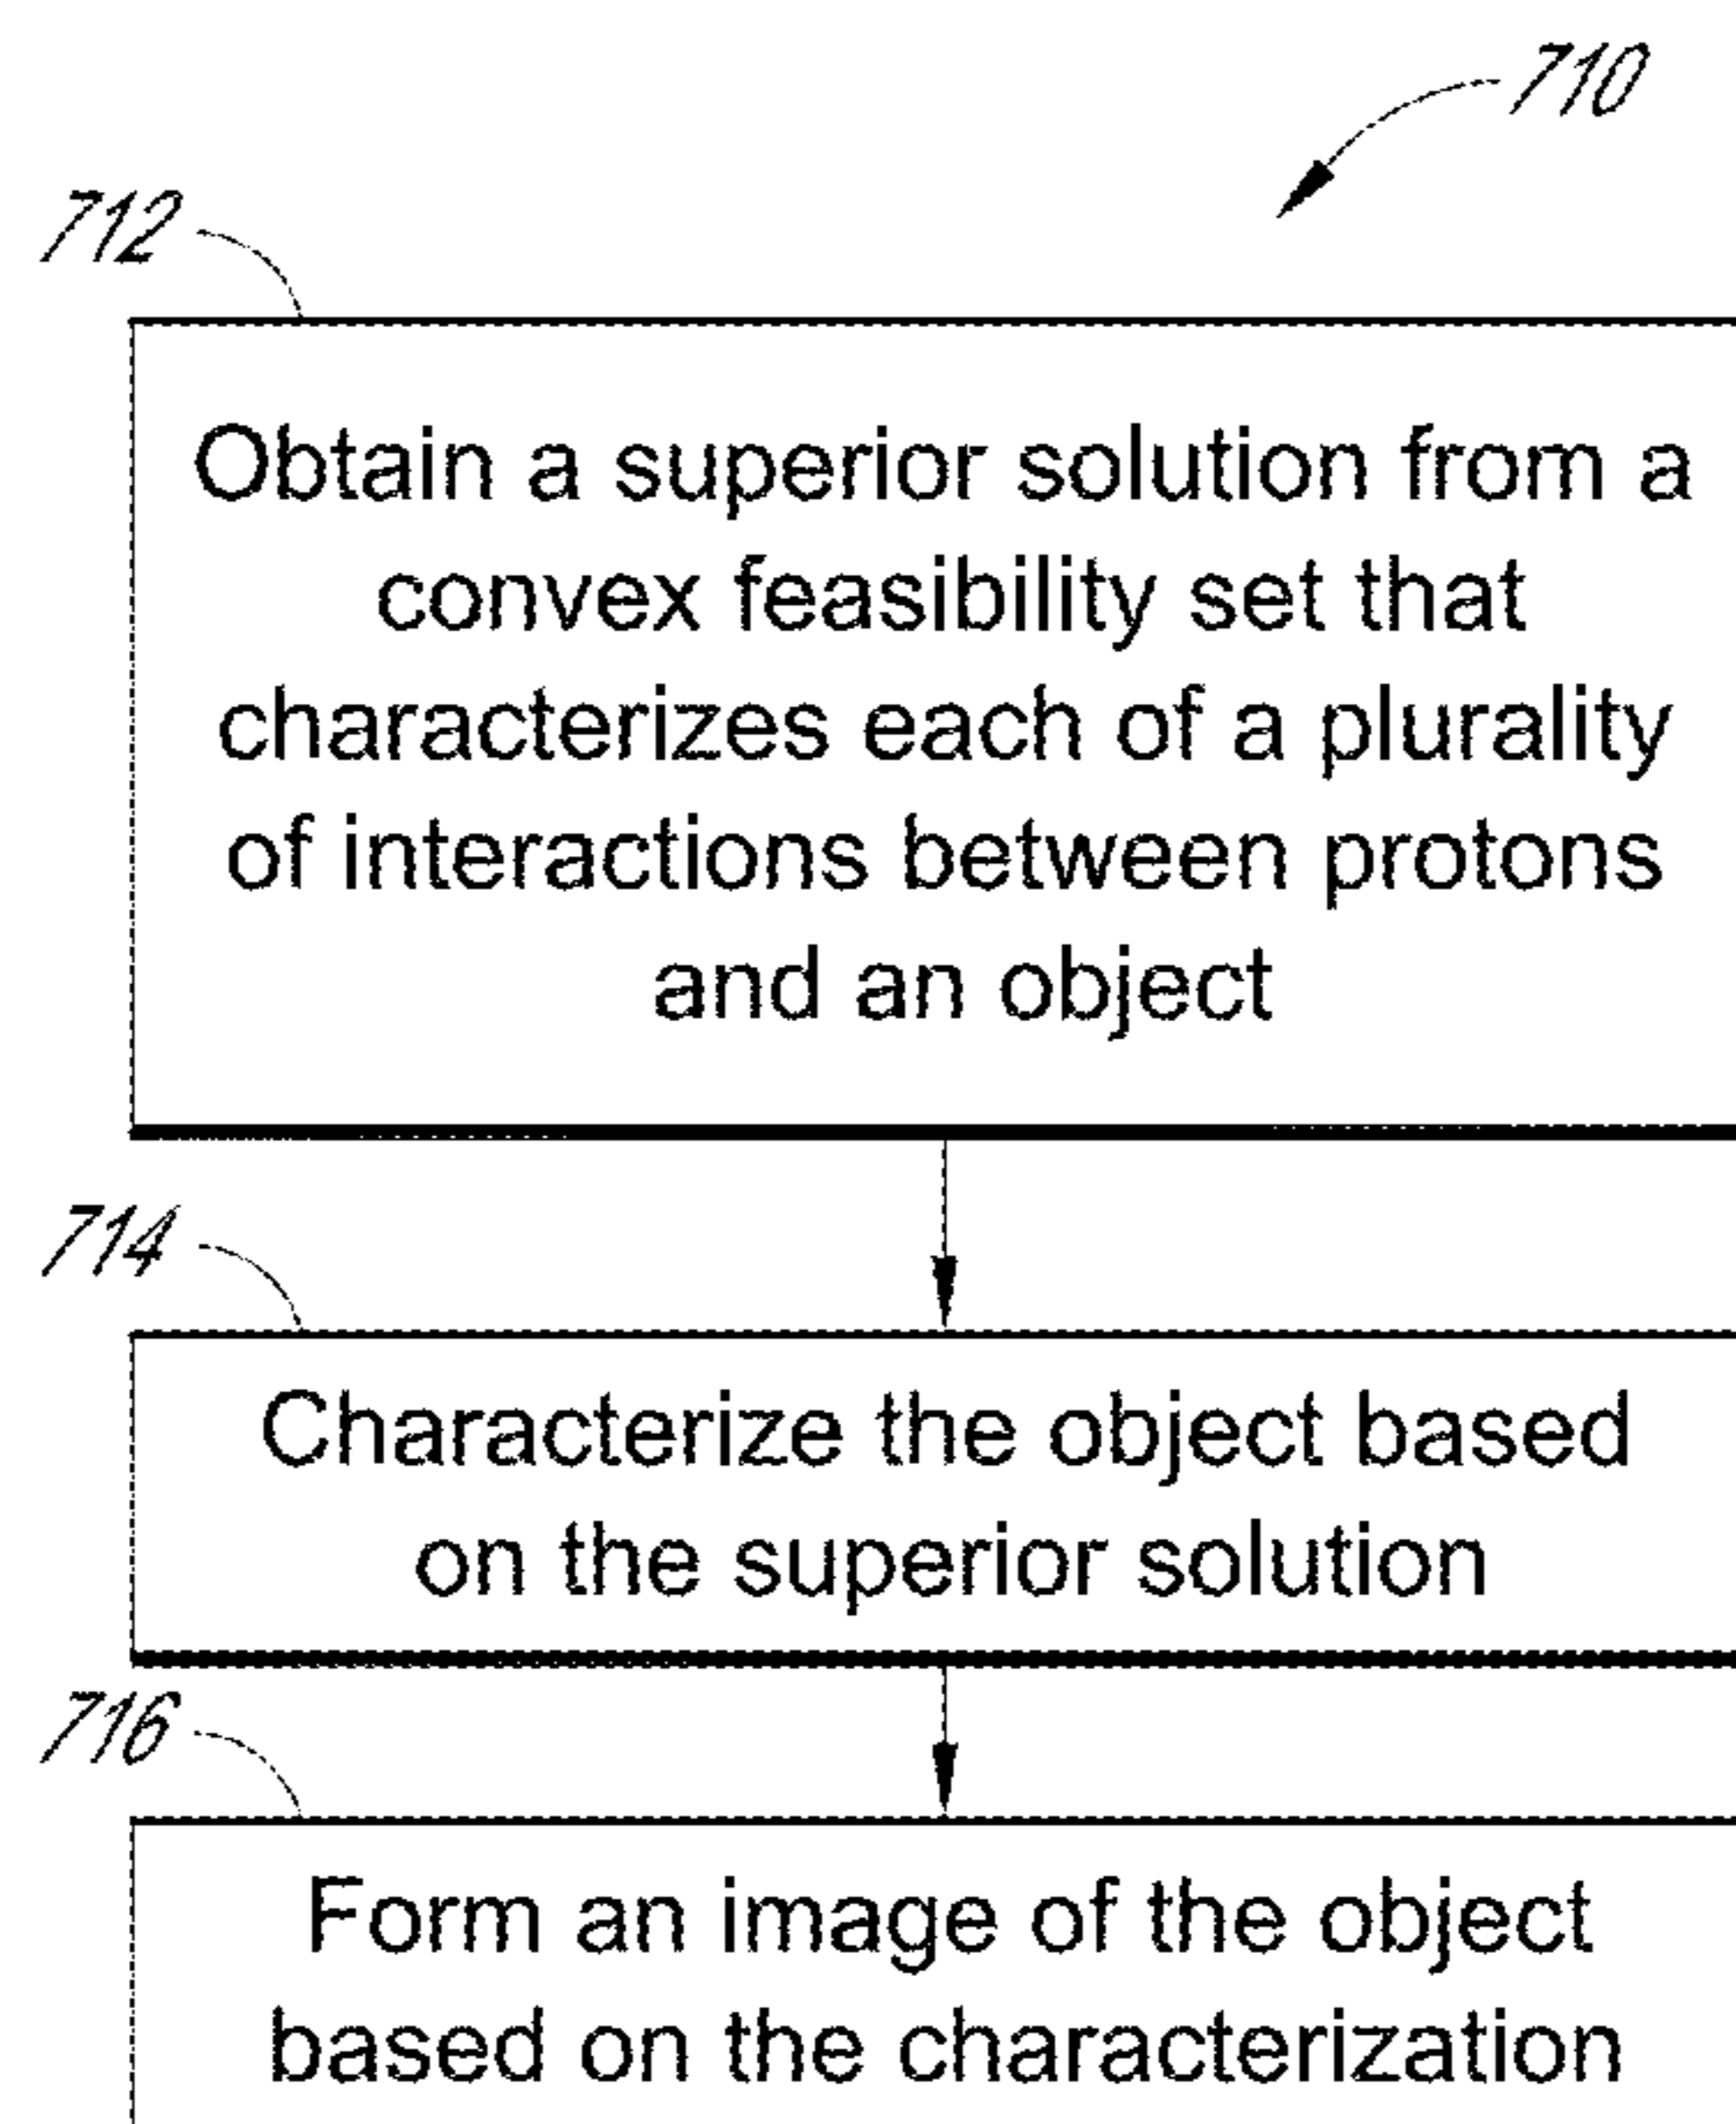 710
712
Obtain a superior solution from a
convex feasibility set that
characterizes each of a plurality
of interactions between protons
and an object
714
Characterize the object based
on the superior solution
716
Form an image of the object
based on the characterization